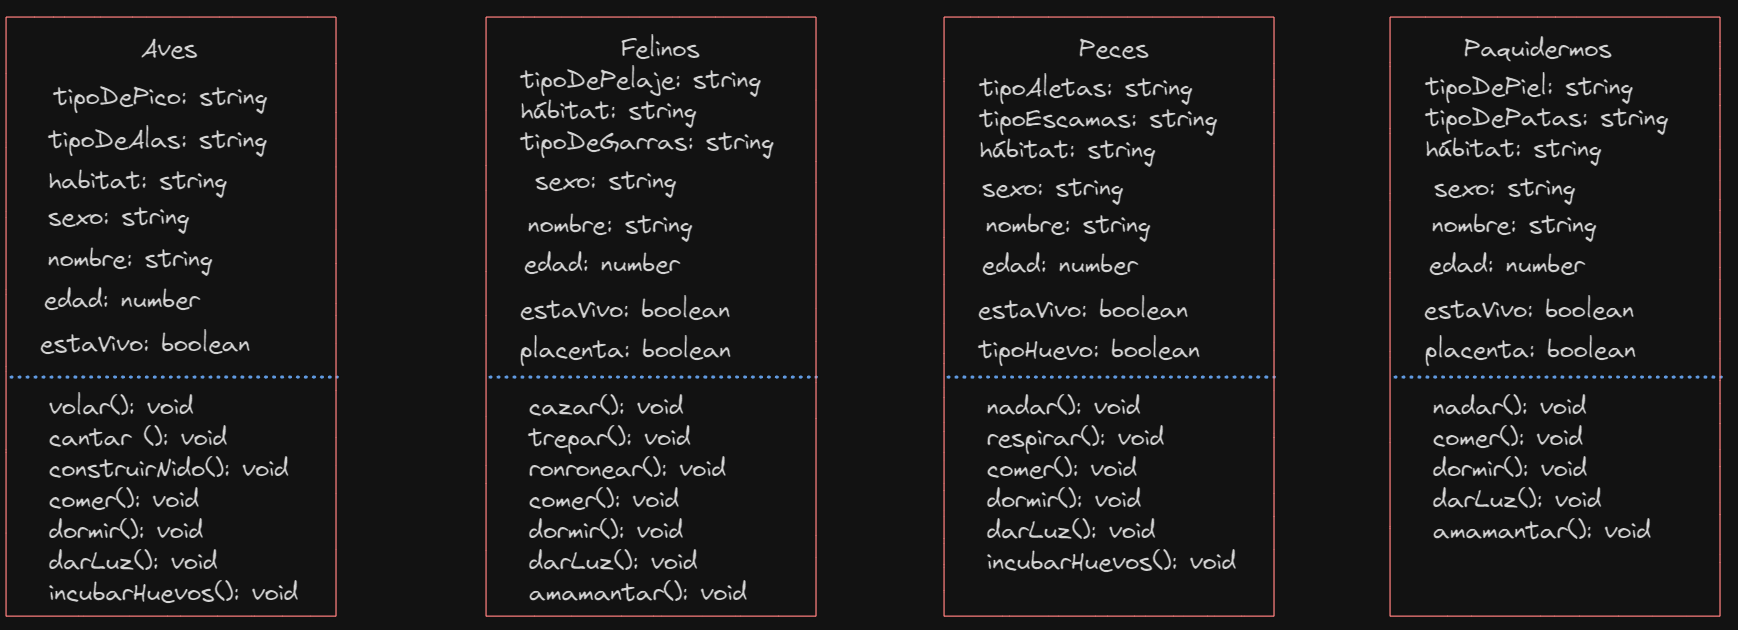 Aves
tipoDePico: string
tipoDeAlas: string
habitat: string
sexo: string
nombre: string
edad: number
estaVivo: boolean
volar(): void
cantar (): void
construirNido(): void
comer(): void
dormir(): void
darLuz(): void
incubarHuevos(): void
Felinos
tipoDePelaje: string
hábitat: string
tipoDeGarras: string
sexo: string
nombre: string
edad: number
estaVivo: boolean
placenta: boolean
cazar(): void
trepar(): void
ronronear(): void
comer(): void
dormir(): void
darLuz(): void
amamantar(): void
Peces
tipoAletas: string
tipoEscamas: string
hábitat: string
sexo: string
nombre: string
edad: number
estaVivo: boolean
tipoHuevo: boolean
nadar(): void
respirar(): void
comer(): void
dormir(): void
darLuz(): void
incubarHuevos(): void
Paquidermos
tipoDePiel: string
tipoDePatas: string
hábitat: string
sexo: string
nombre: string
edad: number
estaVivo: boolean
placenta: boolean
nadar(): void
comer(): void
dormir(): void
darLuz(): void
amamantar(): void